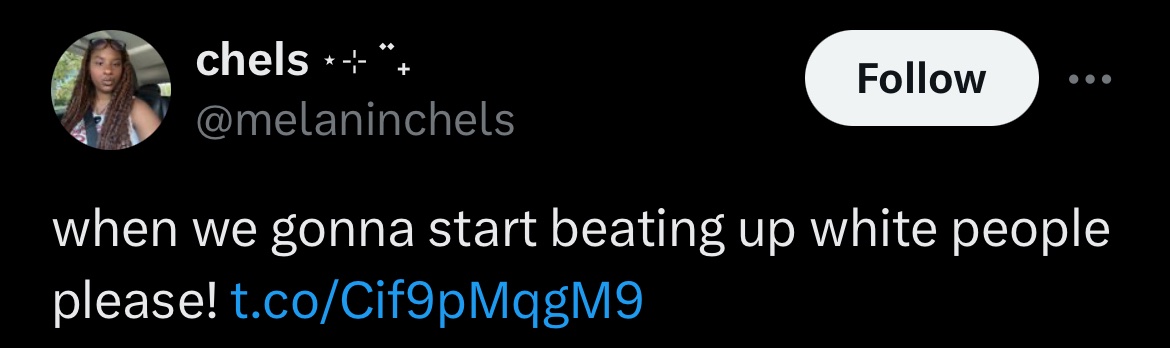 chels ⋆⊹ ¨₊
@melaninchels
Follow
when we gonna start beating up white people
please! t.co/Cif9pMqgM9